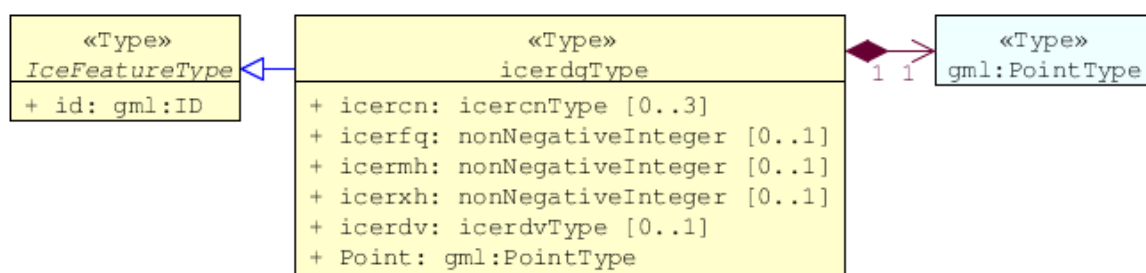 «Type»
IceFeatureType
+ id: gml:ID
«Type»
icerdgType
+ icercn: icercnType [0..3]
+ icerfq: nonNegativeInteger [0..1]
+ icermh: nonNegativeInteger [0..1]
+ icerxh: nonNegativeInteger [0..1]
+ icerdv: icerdvType [0..1]
+ Point: gml:PointType
1 1
«Type»
gml:PointType